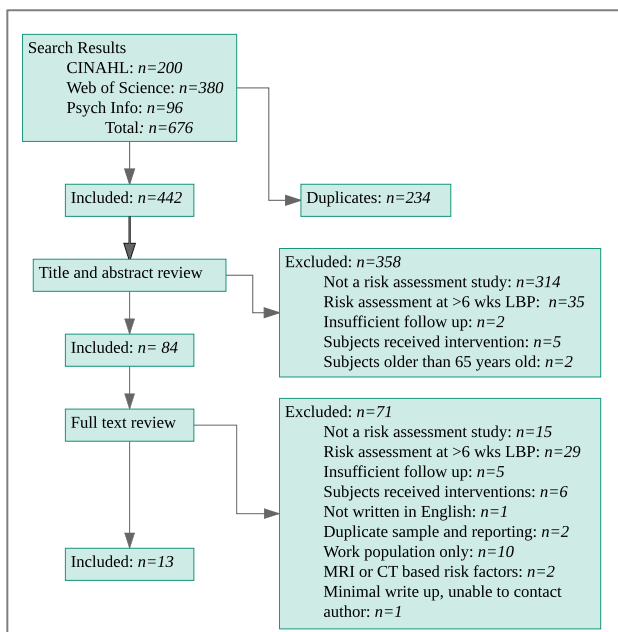 Search Results
CINAHL: n=200
Web of Science: n=380
Psych Info: n=96
Total: n=676
Included: n=442
Duplicates: n=234
Title and abstract review
Excluded: n=358
Not a risk assessment study: n=314
Risk assessment at >6 wks LBP: n=35
Insufficient follow up: n=2
Subjects received intervention: n=5
Subjects older than 65 years old: n=2
Included: n= 84
Full text review
Excluded: n=71
Not a risk assessment study: n=15
Risk assessment at >6 wks LBP: n=29
Insufficient follow up: n=5
Subjects received interventions: n=6
Not written in English: n=1
Duplicate sample and reporting: n=2
Work population only: n=10
MRI or CT based risk factors: n=2
Minimal write up, unable to contact
author: n=1
Included: n=13